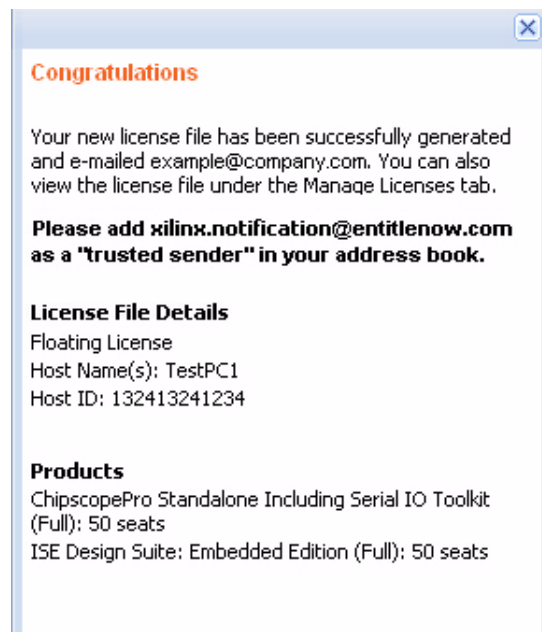 Congratulations
Your new license file has been successfully generated
and e-mailed example@company.com. You can also
view the license file under the Manage Licenses tab.
Please add xilinx.notification@entitlenow.com
as a "trusted sender" in your address book.
License File Details
Floating License
Host Name(s): TestPC1
Host ID: 132413241234
Products
ChipscopePro Standalone Including Serial IO Toolkit
(Full): 50 seats
ISE Design Suite: Embedded Edition (Full): 50 seats